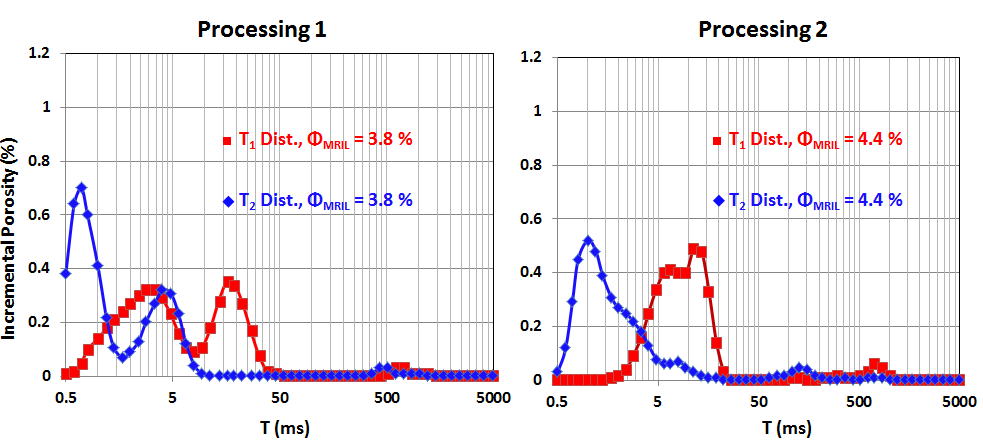 Processing 1
Processing 2
Incremental Porosity (%)
1.2
1
0.8
0.6
0.4
0.2
0
T₁ Dist., ΦMRIL = 3.8 %
T₂ Dist., ΦMRIL = 3.8 %
0.5
5
50
500
5000
T (ms)
1.2
1
0.8
0.6
0.4
0.2
0
T₁ Dist., ΦMRIL = 4.4 %
T₂ Dist., ΦMRIL = 4.4 %
0.5
5
50
500
5000
T (ms)